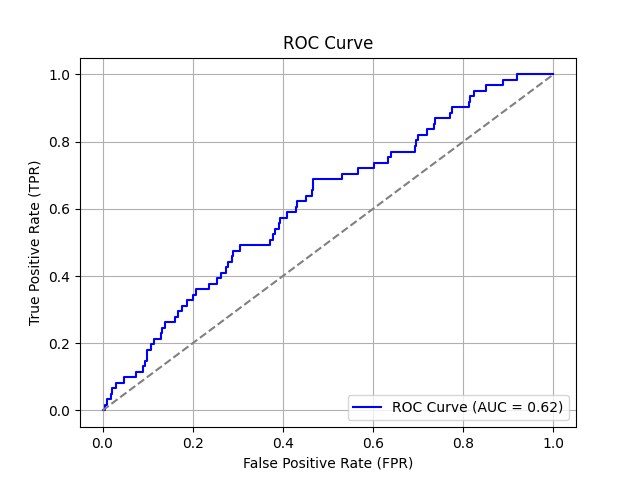 ROC Curve
True Positive Rate (TPR)
1.0
0.8
0.6
0.4
0.2
0.0
ROC Curve (AUC = 0.62)
0.0 0.2 0.4 0.6 0.8 1.0
False Positive Rate (FPR)